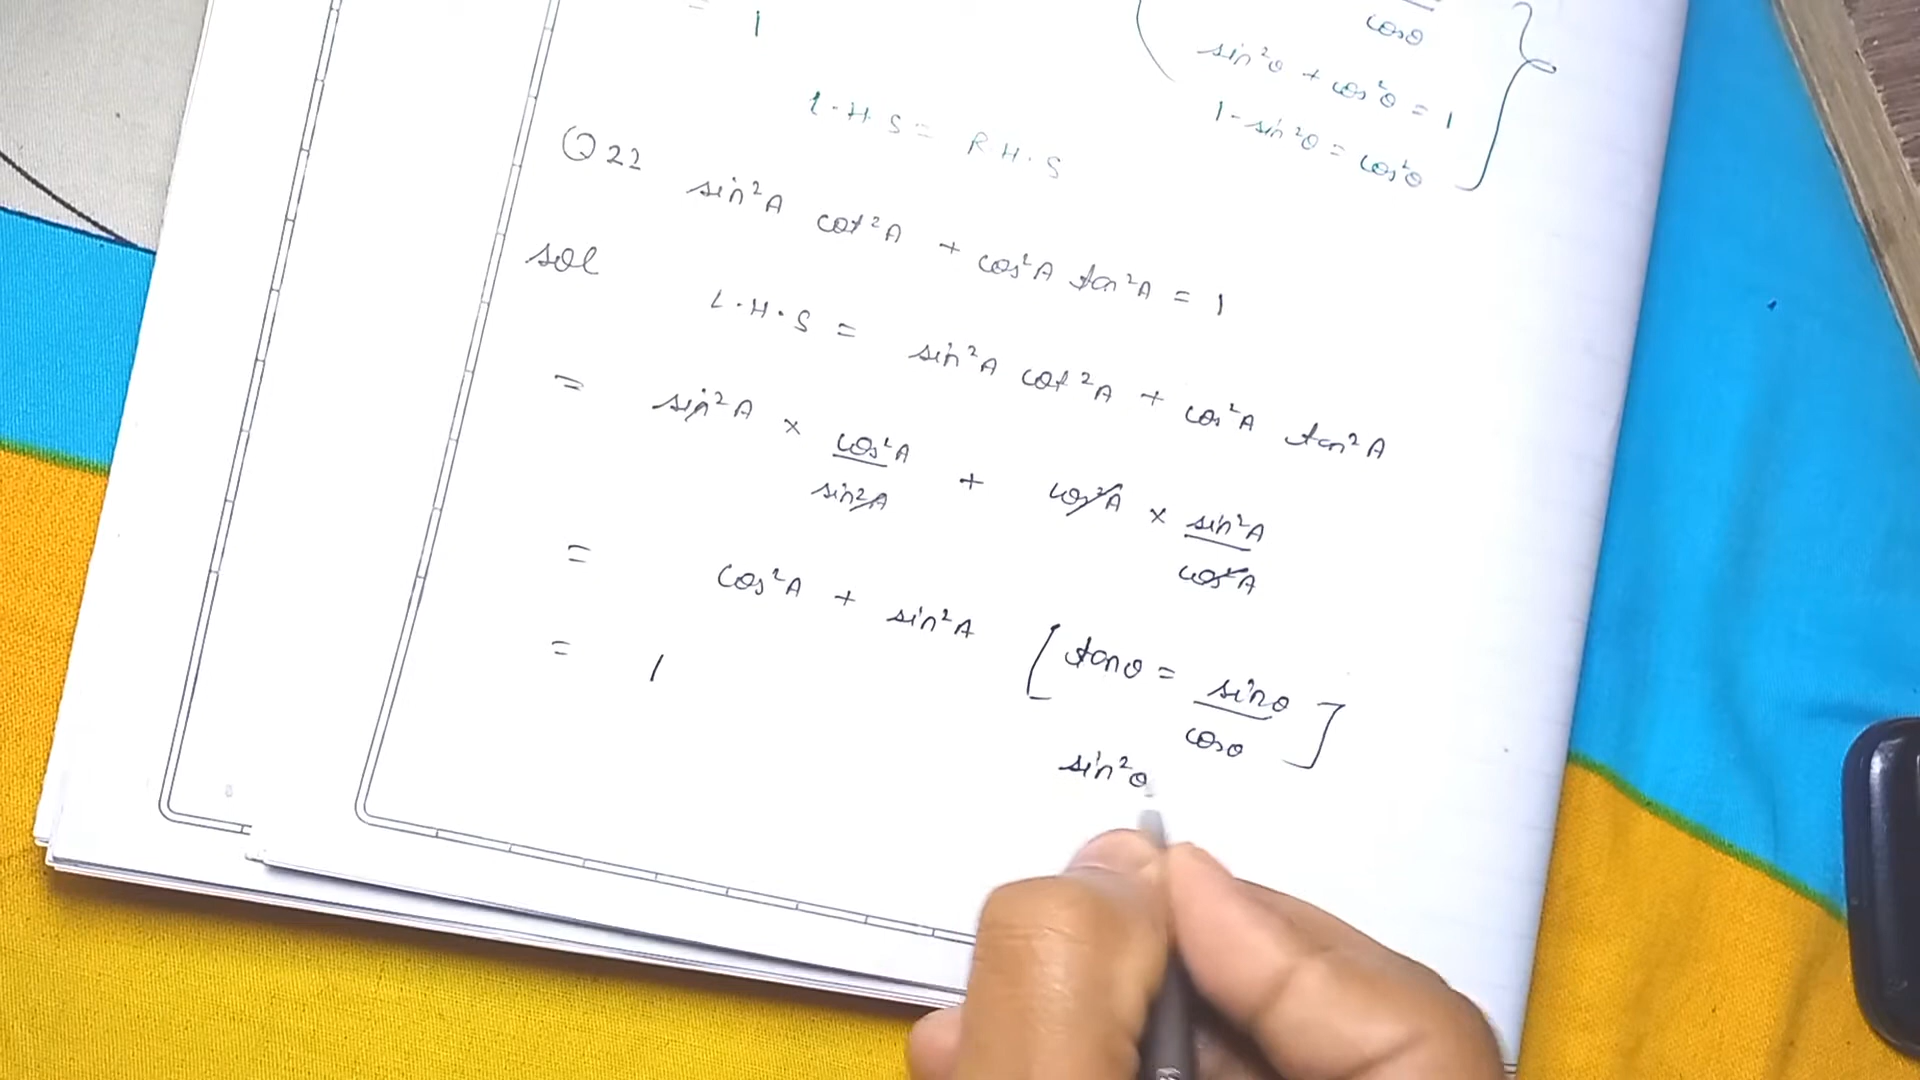 = 1
cosθ
sin²θ + cos²θ = 1
1 - sin²θ = cos²θ
L.H.S = R.H.S
Q22 sin²A cot²A + cos²A tan²A = 1
sol
L.H.S = sin²A cot²A + cos²A tan²A
= sin²A × cos²A/sin²A + cos²A × sin²A/cos²A
= cos²A + sin²A
[tanθ = sinθ/cosθ]
= 1
sin²θ